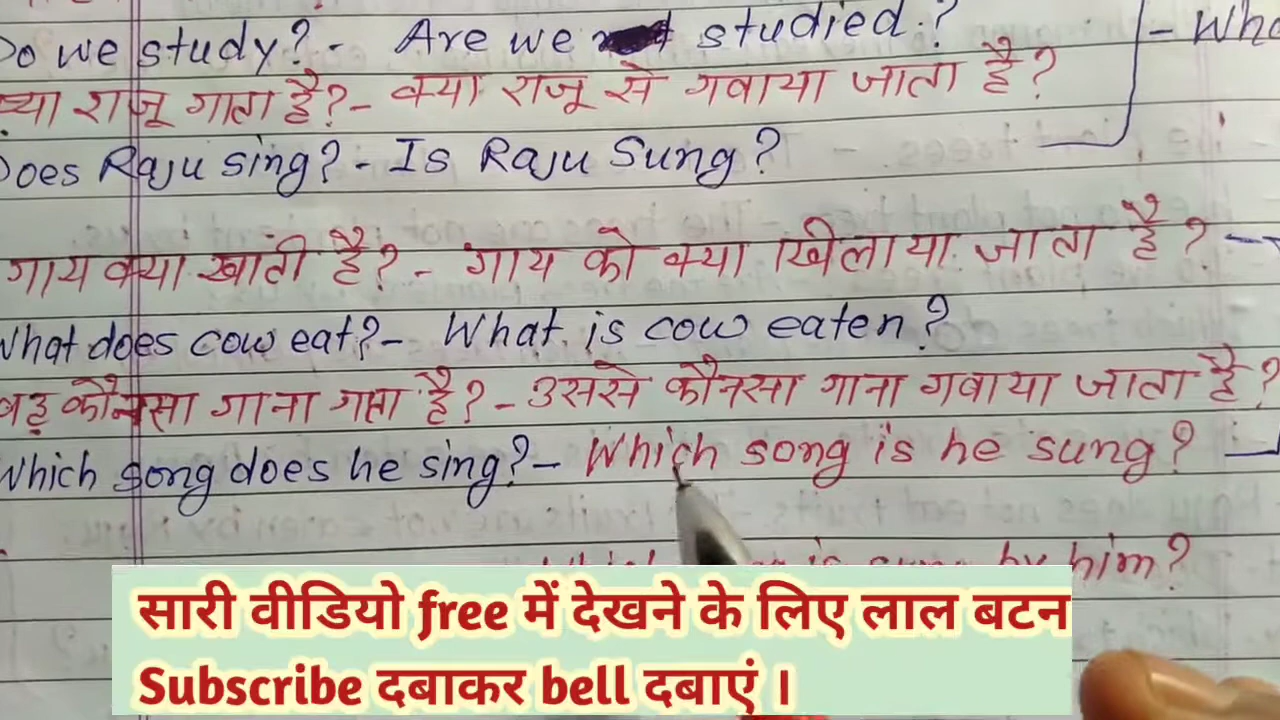 Do we study? - Are we studied? - Wha
क्या राजू गाता है? - क्या राजू से गवाया जाता है?
Does Raju sing? - Is Raju Sung?
गाय क्या खाती है? - गाय को क्या खिलाया जाता है? -
What does cow eat? - What is cow eaten?
वह कौनसा गाना गाता है? - उससे कौनसा गाना गवाया जाता है?
Which song does he sing? - Which song is he sung?
by him?
सारी वीडियो free में देखने के लिए लाल बटन
Subscribe दबाकर bell दबाएं ।